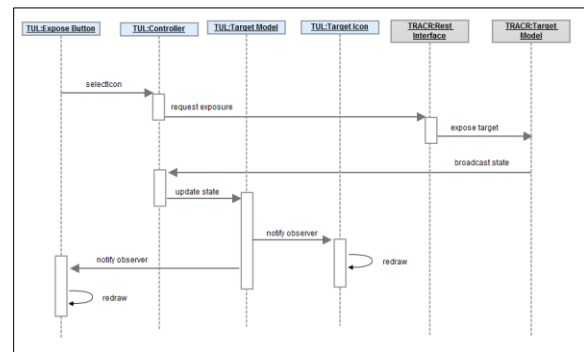 TUL:Expose Button
TUL:Controller
TUL:Target Model
TUL:Target Icon
TRACR:Rest
Interface
TRACR:Target
Model
selectIcon
request exposure
expose target
broadcast state
update state
notify observer
redraw
notify observer
redraw